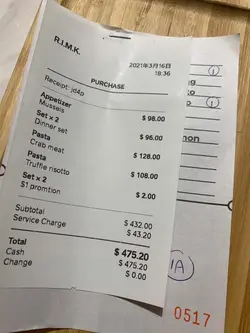 R.I.M.K.
2021年3月16日
18:36
PURCHASE
Receipt: jd4p
Appetizer
Mussels $ 98.00
Set × 2
Dinner set $ 96.00
Pasta
Crab meat $ 128.00
Pasta
Truffle risotto $ 108.00
Set × 2
$1 promtion $ 2.00
Subtotal $ 432.00
Service Charge $ 43.20
Total $ 475.20
Cash $ 475.20
Change $ 0.00
1A
0517